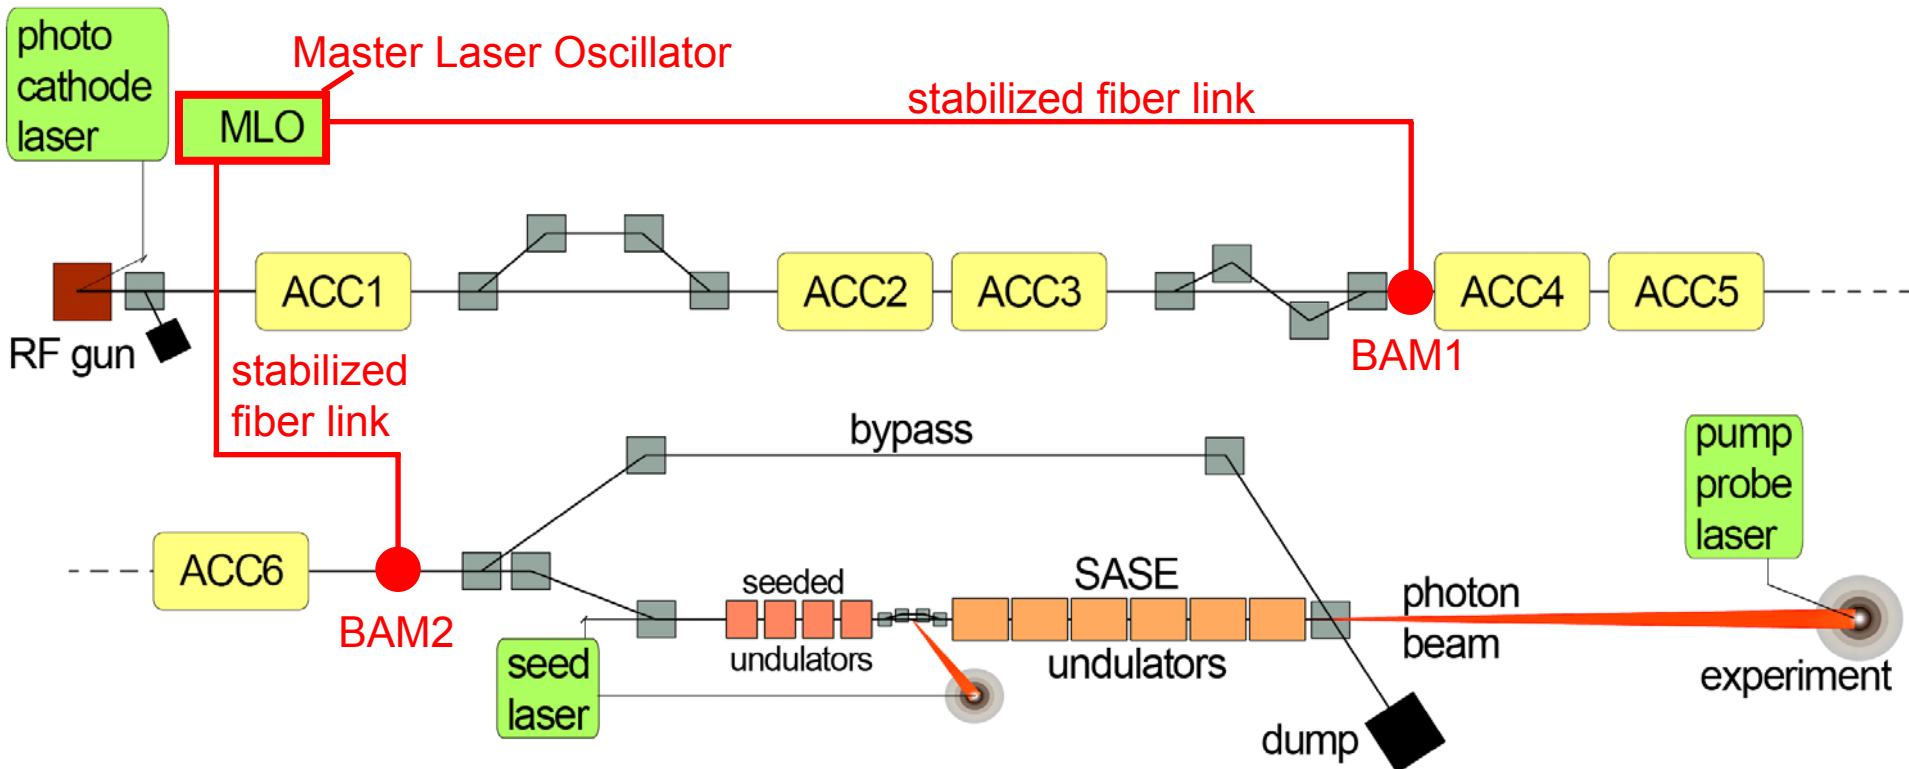 photo
cathode
laser
Master Laser Oscillator
MLO
stabilized fiber link
ACC1
ACC2
ACC3
ACC4
ACC5
RF gun
BAM1
stabilized
fiber link
bypass
pump
probe
laser
ACC6
BAM2
seeded
undulators
SASE
undulators
photon
beam
seed
laser
experiment
dump